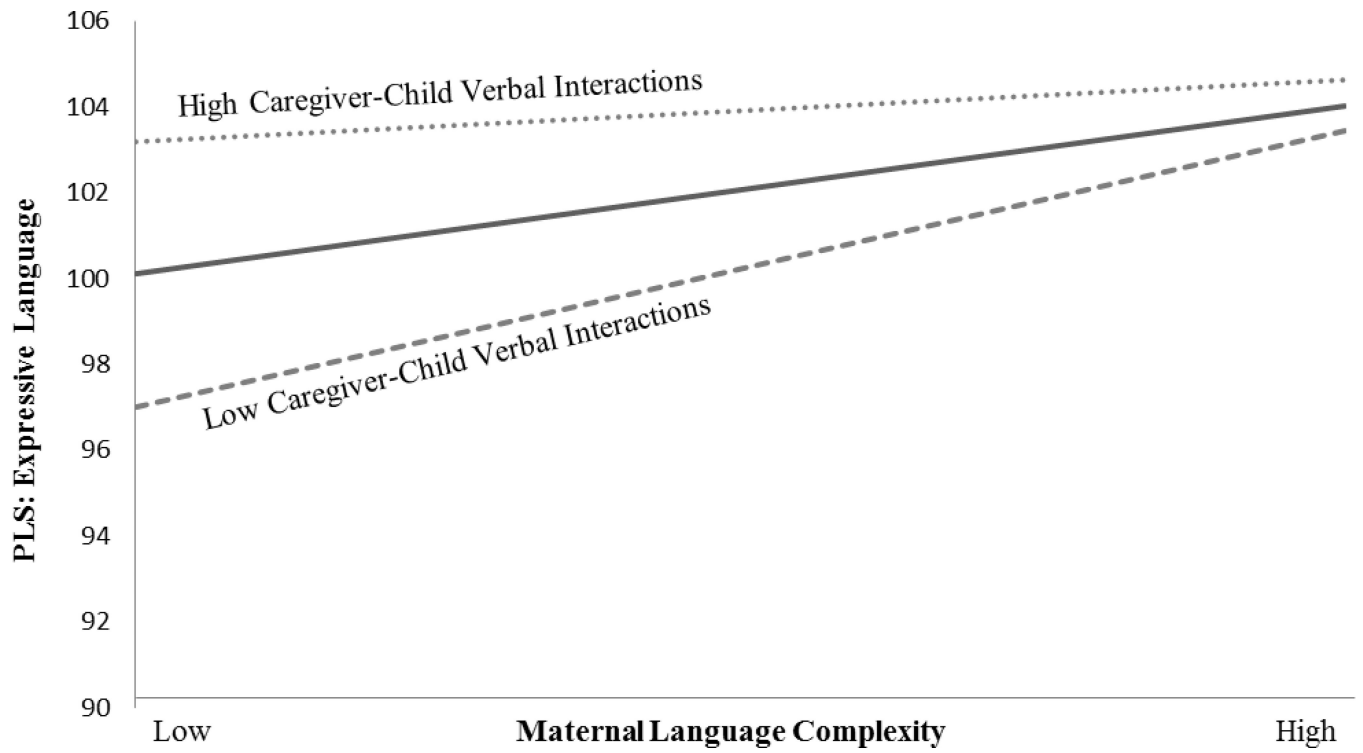 106
High Caregiver-Child Verbal Interactions
104
102
100
98
Low Caregiver-Child Verbal Interactions
96
94
92
90
PLS: Expressive Language
Low Maternal Language Complexity High